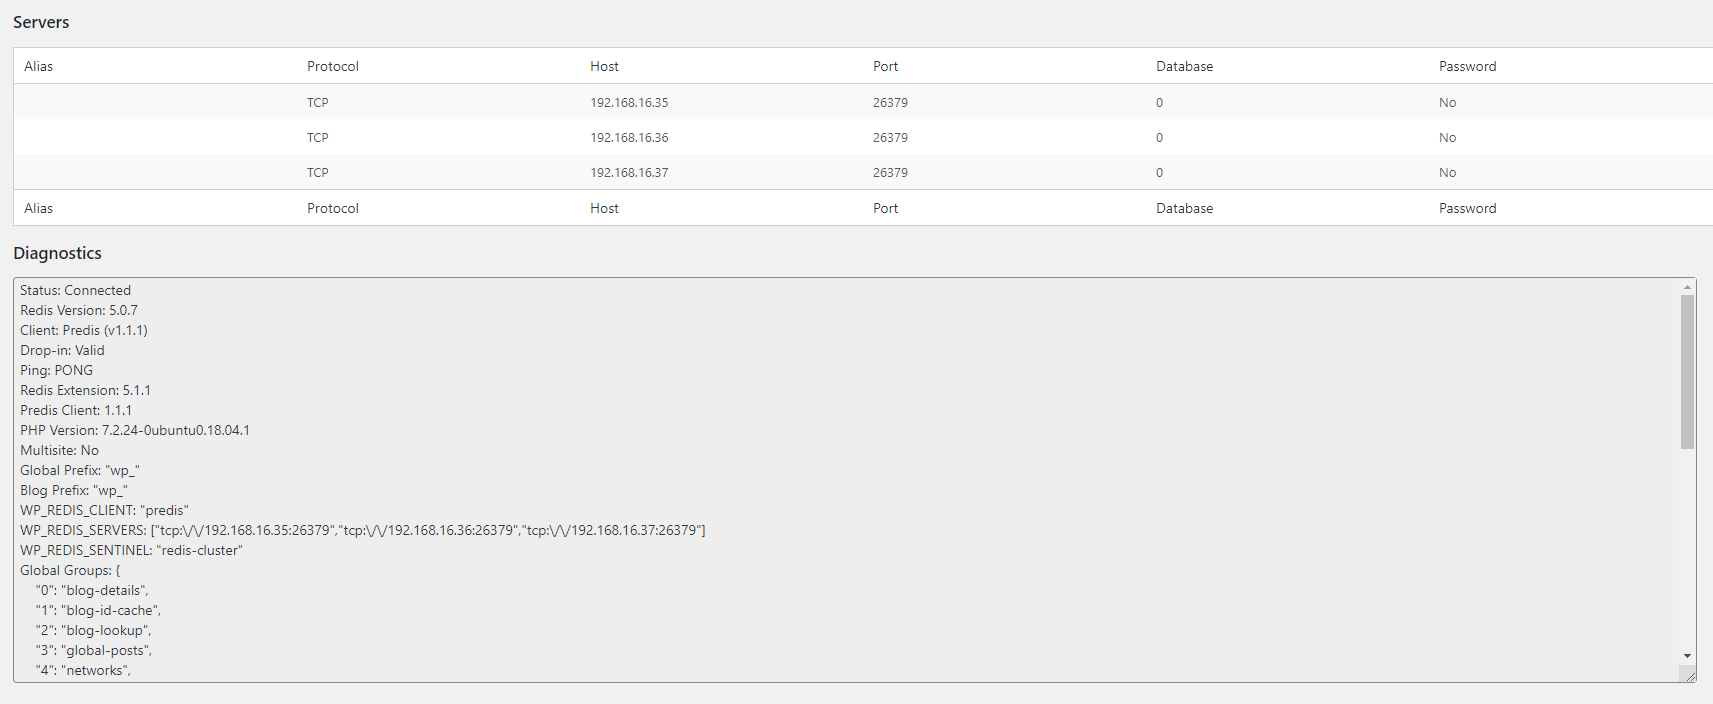 Servers
Alias Protocol Host Port Database Password
TCP 192.168.16.35 26379 0 No
TCP 192.168.16.36 26379 0 No
TCP 192.168.16.37 26379 0 No
Alias Protocol Host Port Database Password
Diagnostics
Status: Connected
Redis Version: 5.0.7
Client: Predis (v1.1.1)
Drop-in: Valid
Ping: PONG
Redis Extension: 5.1.1
Predis Client: 1.1.1
PHP Version: 7.2.24-0ubuntu0.18.04.1
Multisite: No
Global Prefix: "wp_"
Blog Prefix: "wp_"
WP_REDIS_CLIENT: "predis"
WP_REDIS_SERVERS: ["tcp:\/\/192.168.16.35:26379","tcp:\/\/192.168.16.36:26379","tcp:\/\/192.168.16.37:26379"]
WP_REDIS_SENTINEL: "redis-cluster"
Global Groups: {
"0": "blog-details",
"1": "blog-id-cache",
"2": "blog-lookup",
"3": "global-posts",
"4": "networks",